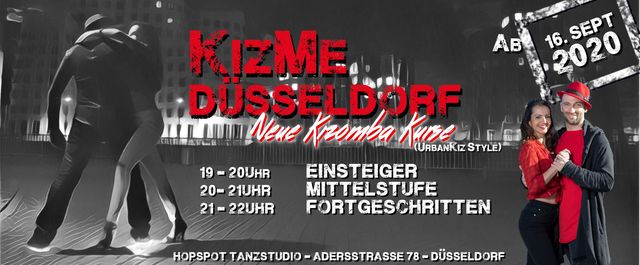 Ab 16. Sept
2020
KizMe
Düsseldorf
Neue Kizomba Kurse
(UrbanKiz Style)
19 - 20Uhr Einsteiger
20 - 21Uhr Mittelstufe
21 - 22Uhr Fortgeschritten
Hopspot Tanzstudio - Adersstrasse 78 - Düsseldorf